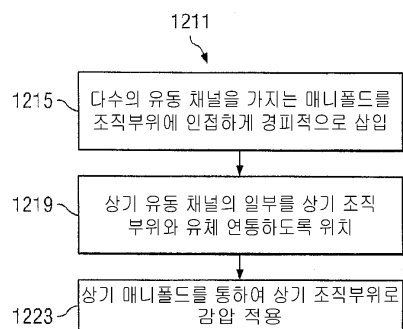 1211
1215
다수의 유동 채널을 가지는 매니폴드를
조직부위에 인접하게 경피적으로 삽입
1219
상기 유동 채널의 일부를 상기 조직
부위와 유체 연통하도록 위치
1223
상기 매니폴드를 통하여 상기 조직부위로
감압 적용